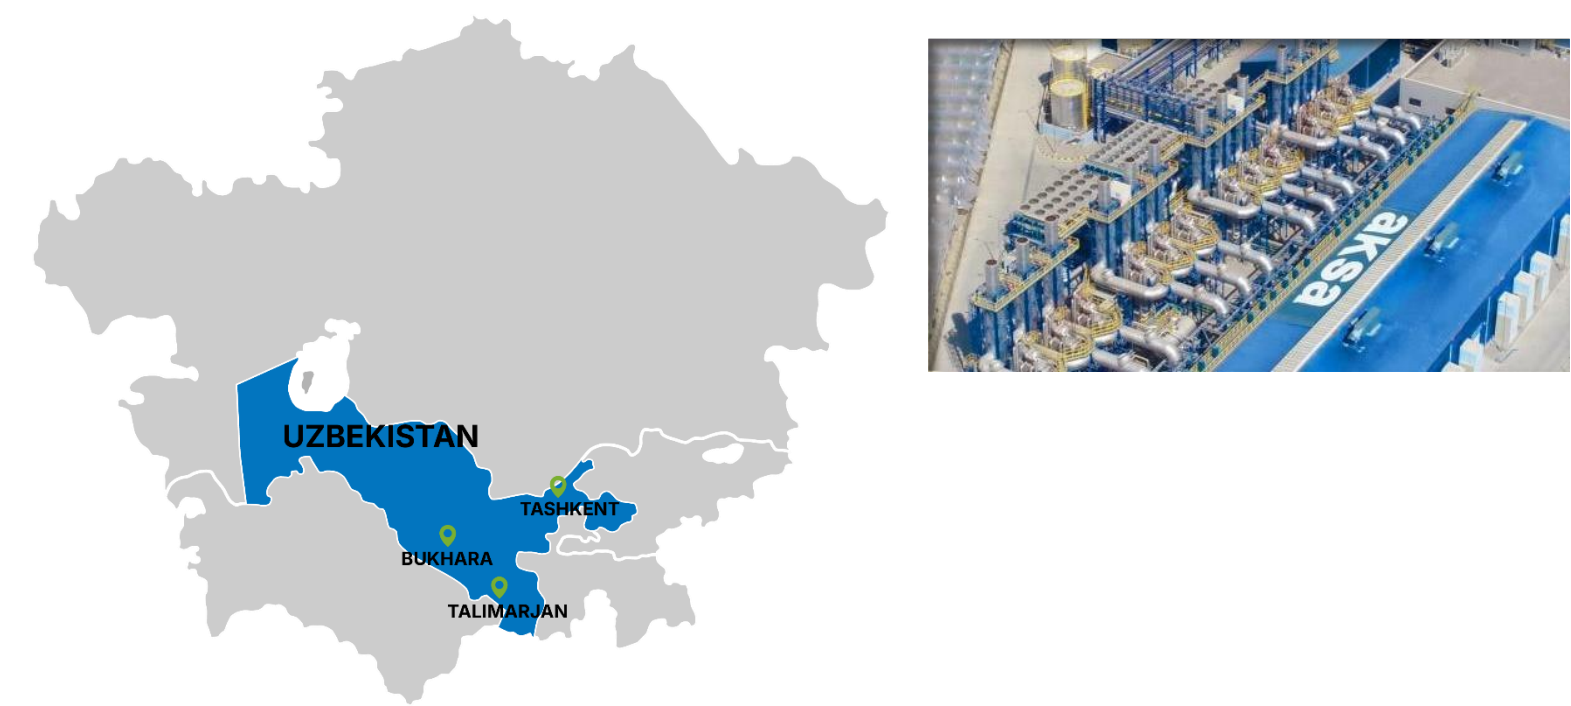 UZBEKISTAN
TASHKENT
BUKHARA
TALIMARJAN
aksa